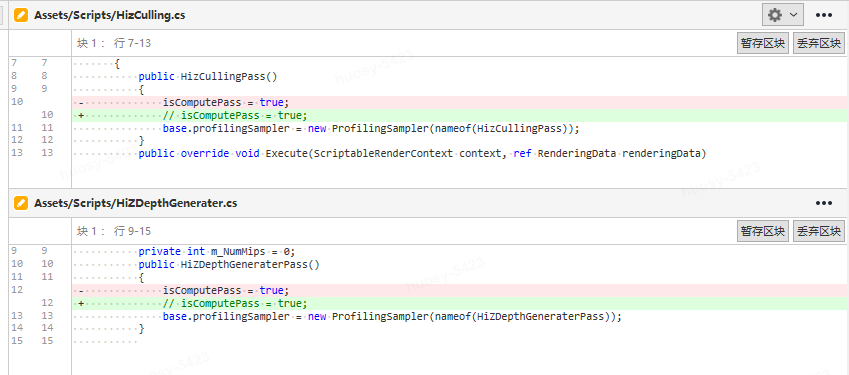 Assets/Scripts/HizCulling.cs
块 1： 行 7-13
暂存区块 丢弃区块
7 7 {
8 8 public HizCullingPass()
9 9 {
10 - isComputePass = true;
10 + // isComputePass = true;
11 11 base.profilingSampler = new ProfilingSampler(nameof(HizCullingPass));
12 12 }
13 13 public override void Execute(ScriptableRenderContext context, ref RenderingData renderingData)
Assets/Scripts/HiZDepthGenerater.cs
块 1： 行 9-15
暂存区块 丢弃区块
9 9 private int m_NumMips = 0;
10 10 public HiZDepthGeneraterPass()
11 11 {
12 - isComputePass = true;
12 + // isComputePass = true;
13 13 base.profilingSampler = new ProfilingSampler(nameof(HiZDepthGeneraterPass));
14 14 }
15 15